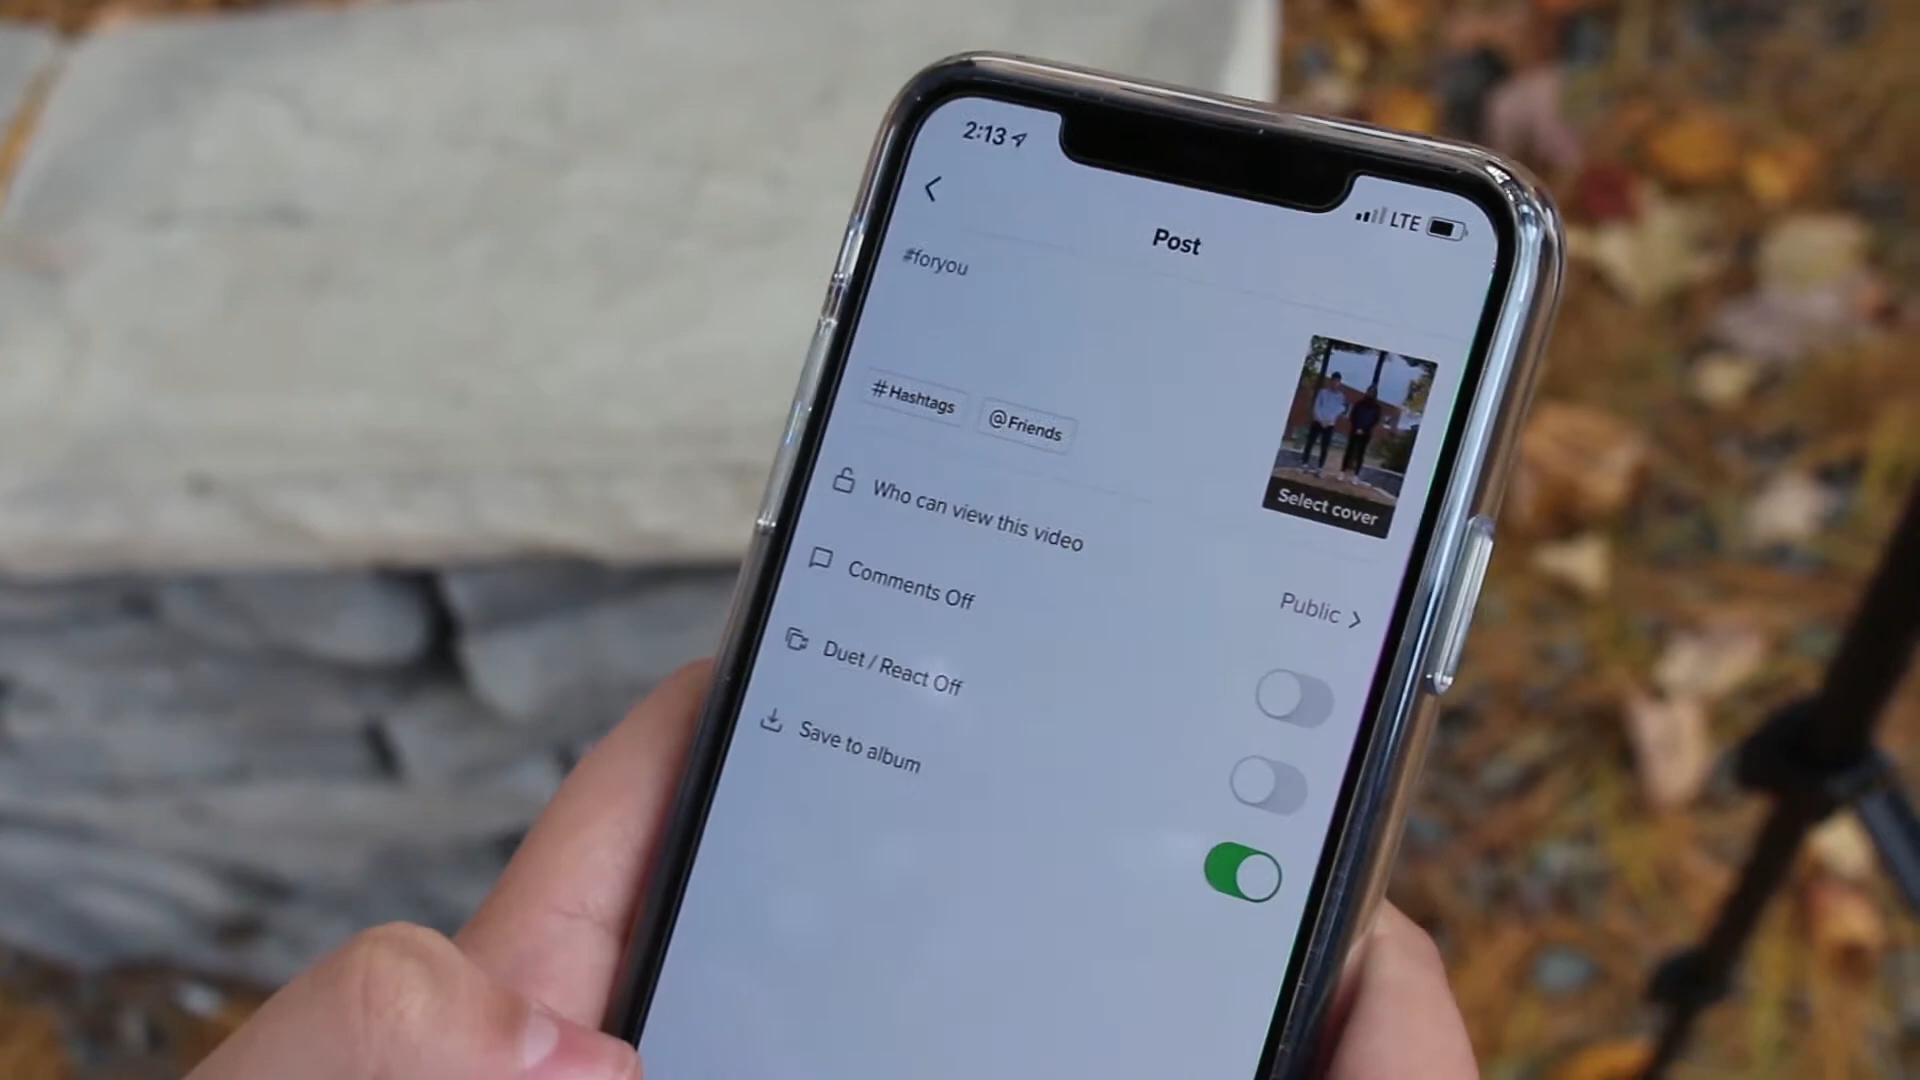 2:13
LTE
Post
#foryou
#Hashtags
@Friends
Select cover
Who can view this video
Public >
Comments Off
Duet / React Off
Save to album